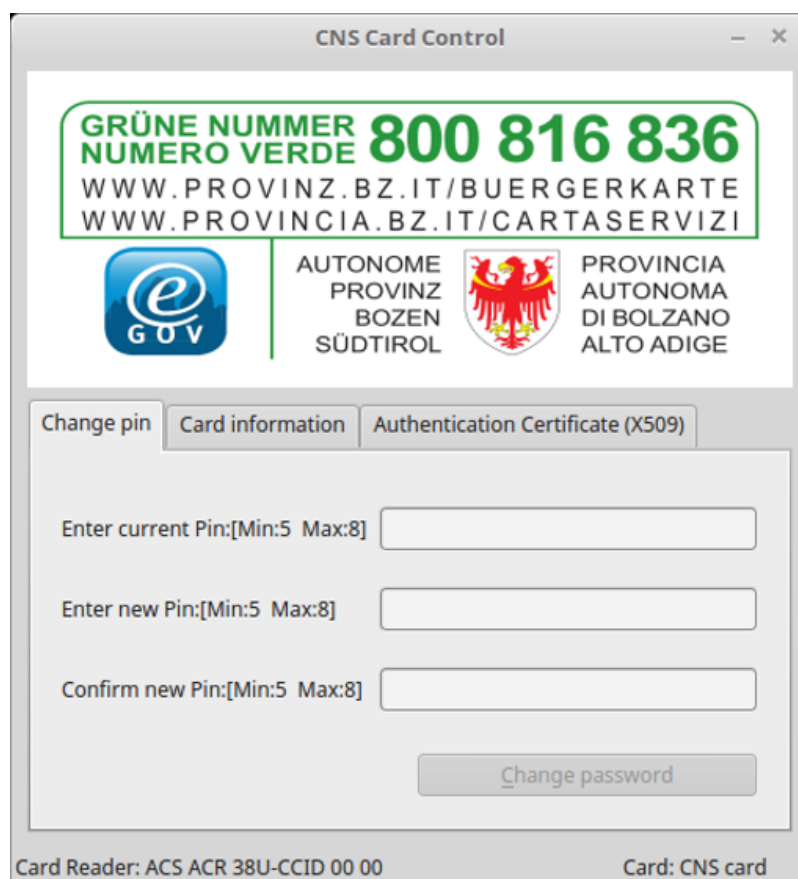 CNS Card Control
GRÜNE NUMMER
NUMERO VERDE
800 816 836
WWW.PROVINZ.BZ.IT/BUERGERKARTE
WWW.PROVINCIA.BZ.IT/CARTASERVIZI
e
GOV
AUTONOME
PROVINZ
BOZEN
SÜDTIROL
PROVINCIA
AUTONOMA
DI BOLZANO
ALTO ADIGE
Change pin
Card information
Authentication Certificate (X509)
Enter current Pin:[Min:5 Max:8]
Enter new Pin:[Min:5 Max:8]
Confirm new Pin:[Min:5 Max:8]
Change password
Card Reader: ACS ACR 38U-CCID 00 00
Card: CNS card